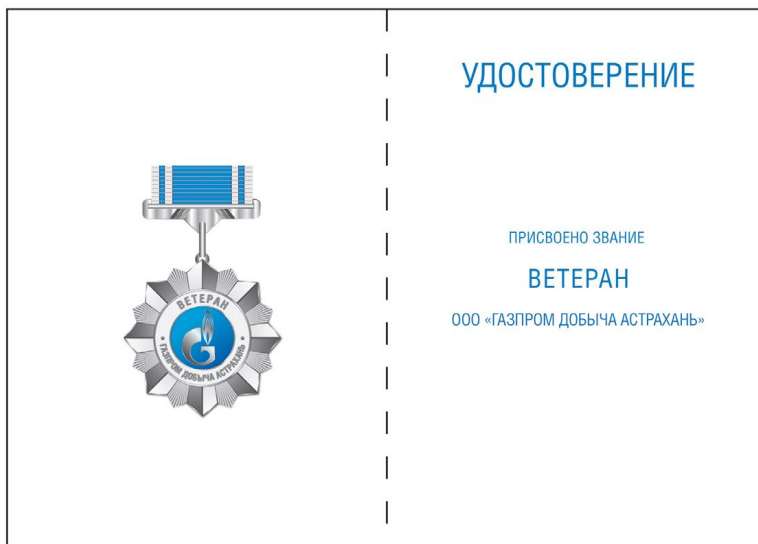 ВЕТЕРАН
ГАЗПРОМ ДОБЫЧА АСТРАХАНЬ
УДОСТОВЕРЕНИЕ
ПРИСВОЕНО ЗВАНИЕ
ВЕТЕРАН
ООО «ГАЗПРОМ ДОБЫЧА АСТРАХАНЬ»